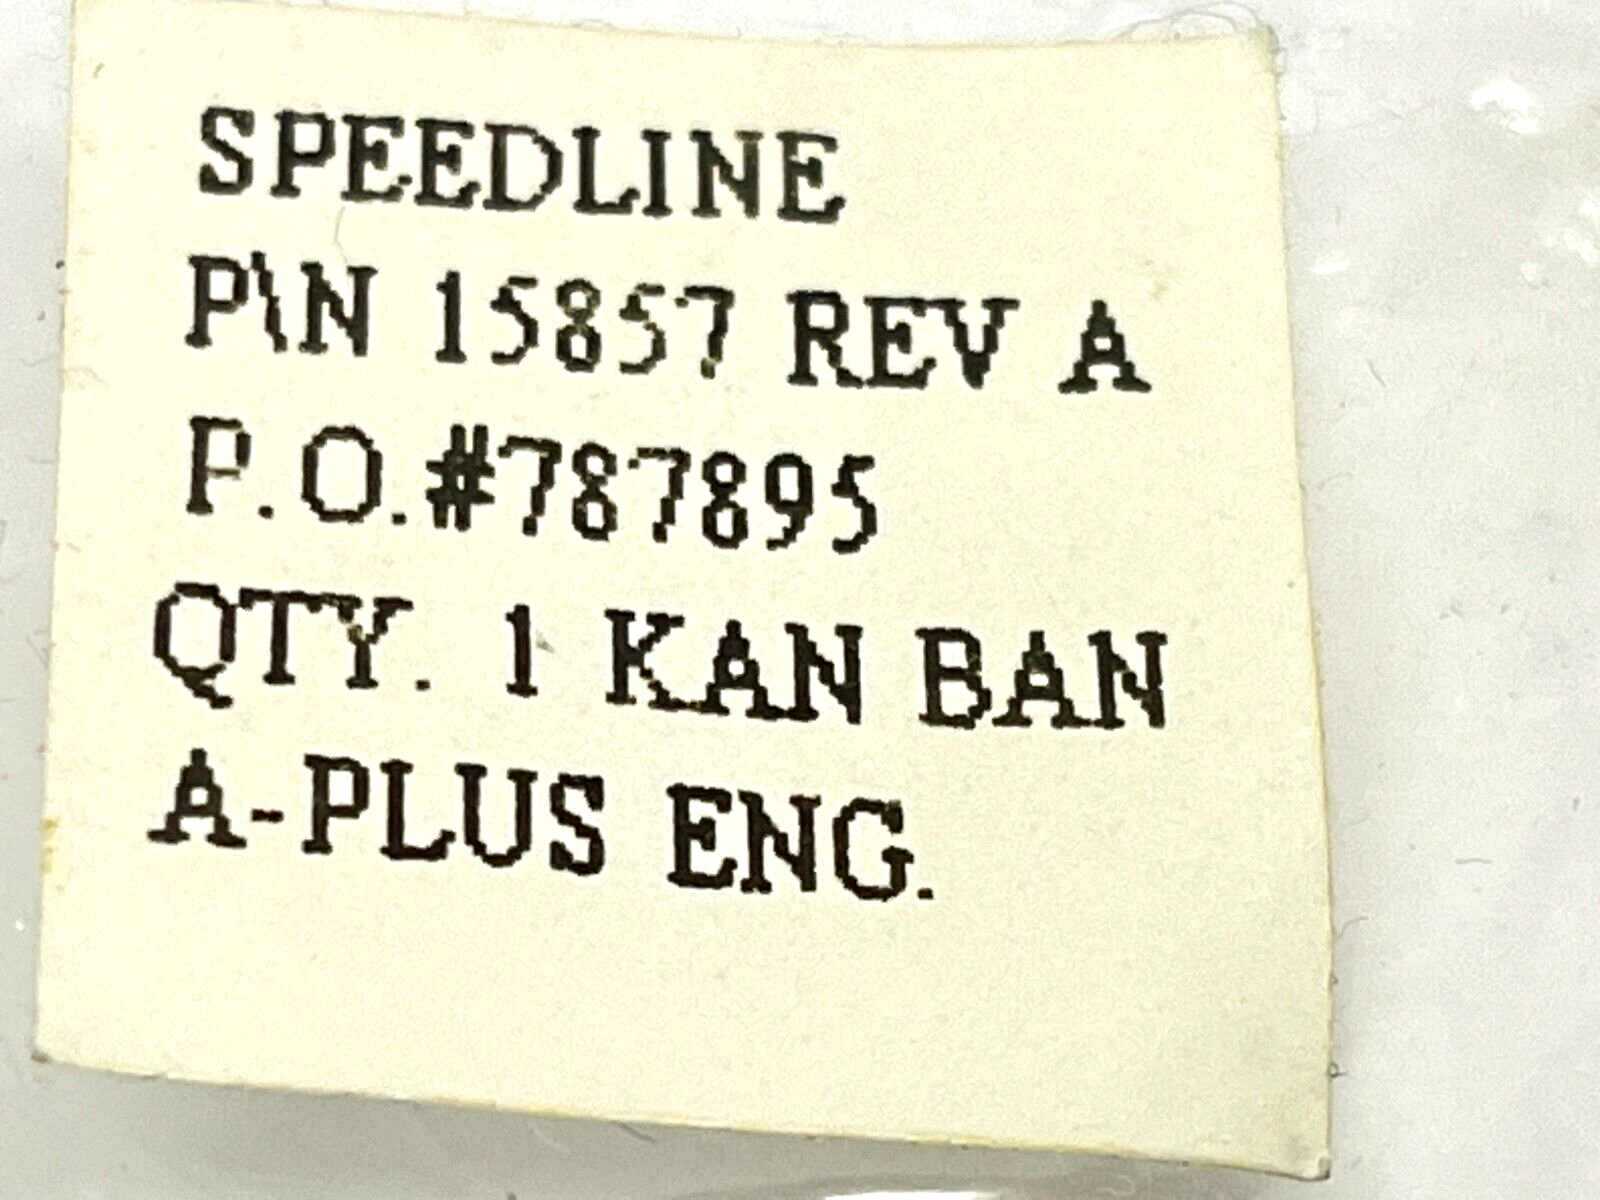 SPEEDLINE
P\N 15857 REV A
P.O.#787895
QTY. 1 KAN BAN
A-PLUS ENG.